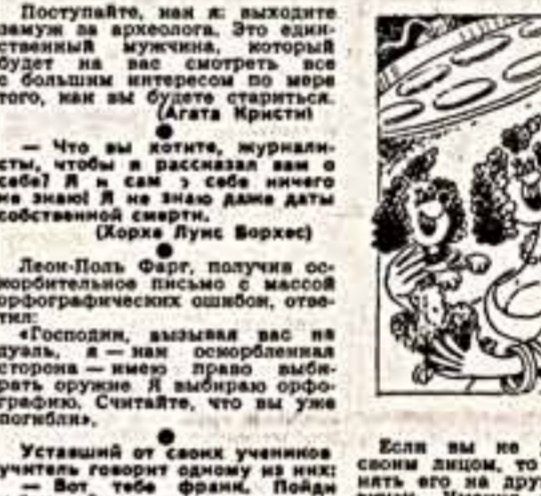 Поступайте, как я: выходите
замуж за археолога. Это един-
ственный мужчина, который
будет на вас смотреть все
с большим интересом по мере
того, как вы будете стариться.
(Агата Кристи)
— Что вы хотите, журнали-
сты, чтобы я рассказал вам о
себе? Я и сам о себе ничего
не знаю! Я не знаю даже даты
собственной смерти.
(Хорхе Луис Борхес)
Леон-Поль Фарг, получив ос-
корбительное письмо с массой
орфографических ошибок, отве-
тил:
«Господин, вызывая вас на
дуэль, я — как оскорбленная
сторона — имею право выби-
рать оружие. Я выбираю орфо-
графию. Считайте, что вы уже
погибли».
Уставший от своих учеников
учитель говорит одному из них:
— Вот тебе франк. Пойди
Если вы не
своим лицом, то
нять его на